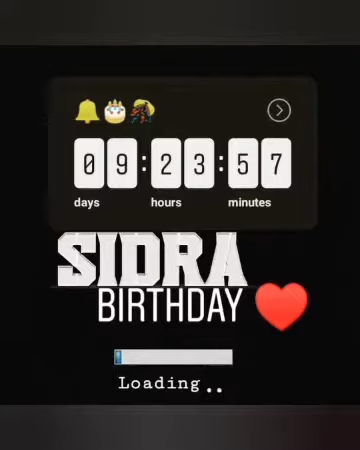 🔔🎂🎉
09:23:57
days hours minutes
SIDRA
BIRTHDAY ❤️
Loading..